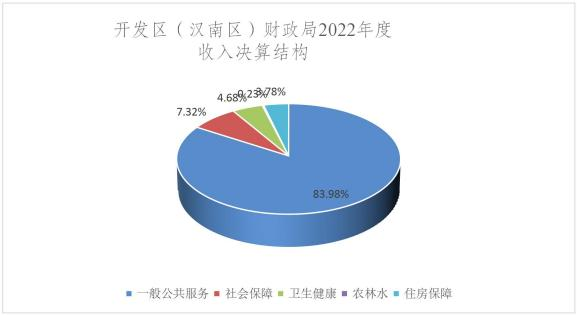 开发区（汉南区）财政局2022年度
收入决算结构
7.32%
4.68%
0.23%
3.78%
83.98%
一般公共服务 社会保障 卫生健康 农林水 住房保障